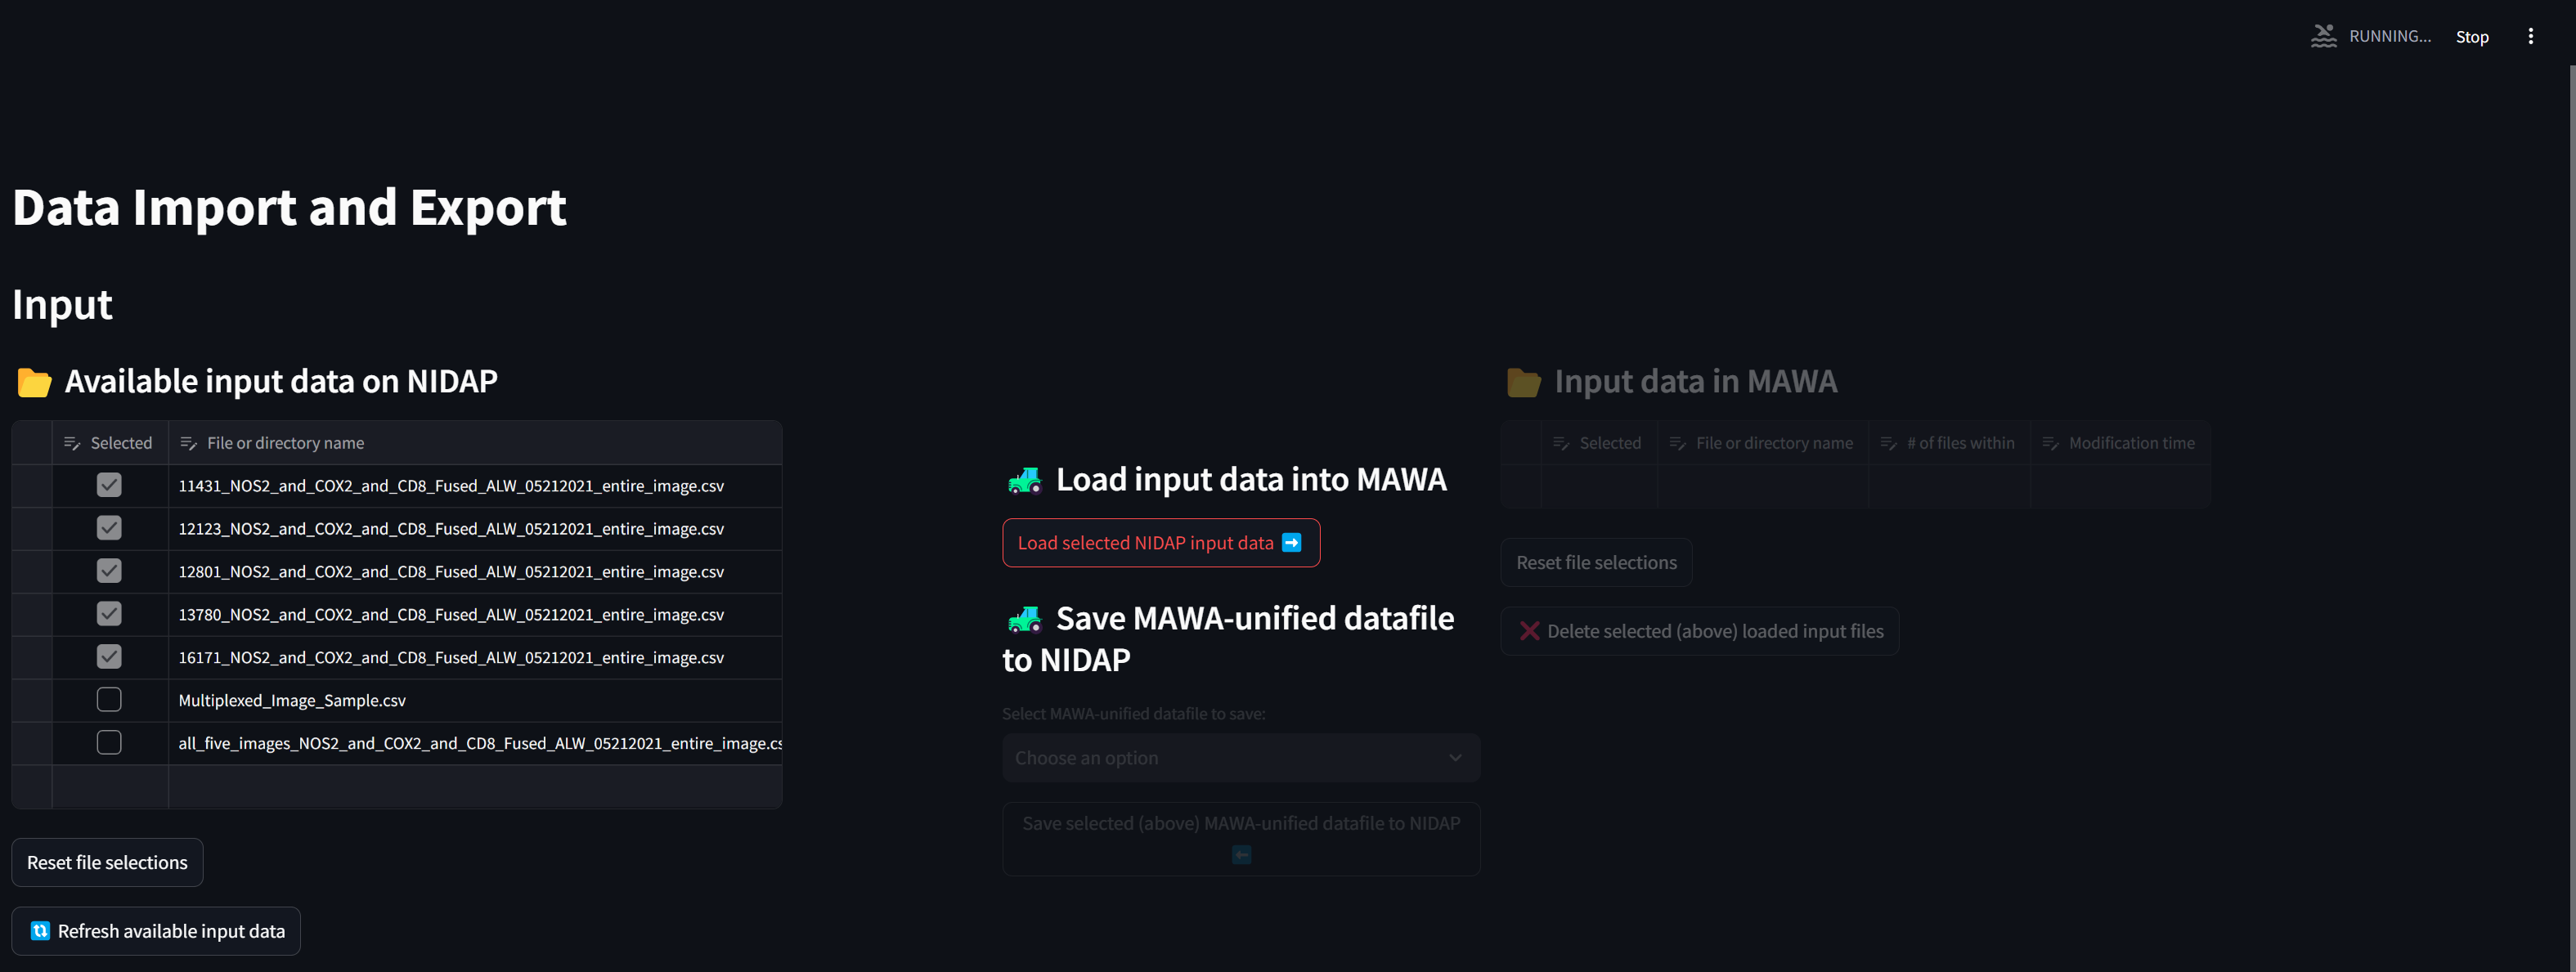 RUNNING...
Stop
Data Import and Export
Input
Available input data on NIDAP
Selected
File or directory name
11431_NOS2_and_COX2_and_CD8_Fused_ALW_05212021_entire_image.csv
12123_NOS2_and_COX2_and_CD8_Fused_ALW_05212021_entire_image.csv
12801_NOS2_and_COX2_and_CD8_Fused_ALW_05212021_entire_image.csv
13780_NOS2_and_COX2_and_CD8_Fused_ALW_05212021_entire_image.csv
16171_NOS2_and_COX2_and_CD8_Fused_ALW_05212021_entire_image.csv
Multiplexed_Image_Sample.csv
all_five_images_NOS2_and_COX2_and_CD8_Fused_ALW_05212021_entire_image.cs
Reset file selections
Refresh available input data
Load input data into MAWA
Load selected NIDAP input data
Save MAWA-unified datafile
to NIDAP
Select MAWA-unified datafile to save:
Choose an option
Save selected (above) MAWA-unified datafile to NIDAP
Input data in MAWA
Selected
File or directory name
# of files within
Modification time
Reset file selections
Delete selected (above) loaded input files